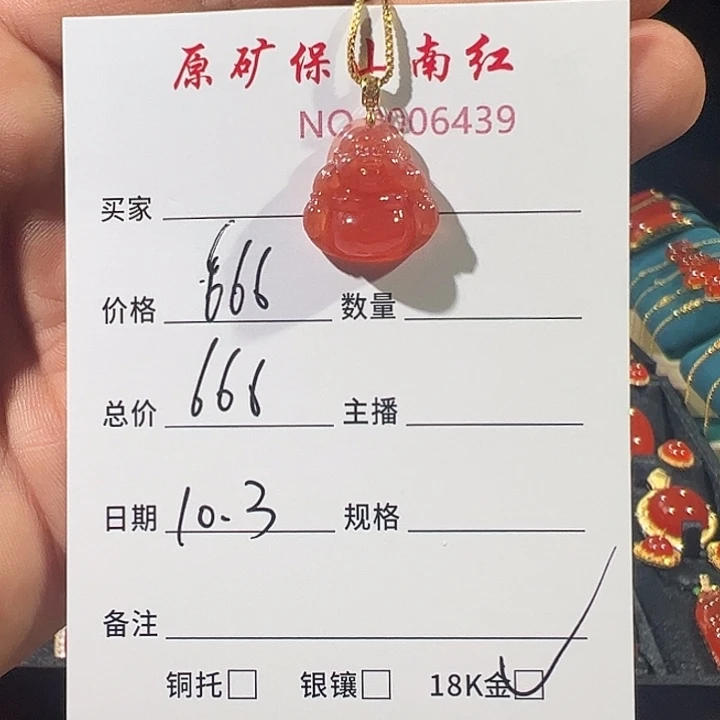 原矿保山南红
NO 006439
买家
价格 666 数量
总价 666 主播
日期 10.3 规格
备注
铜托□ 银镶□ 18K金□